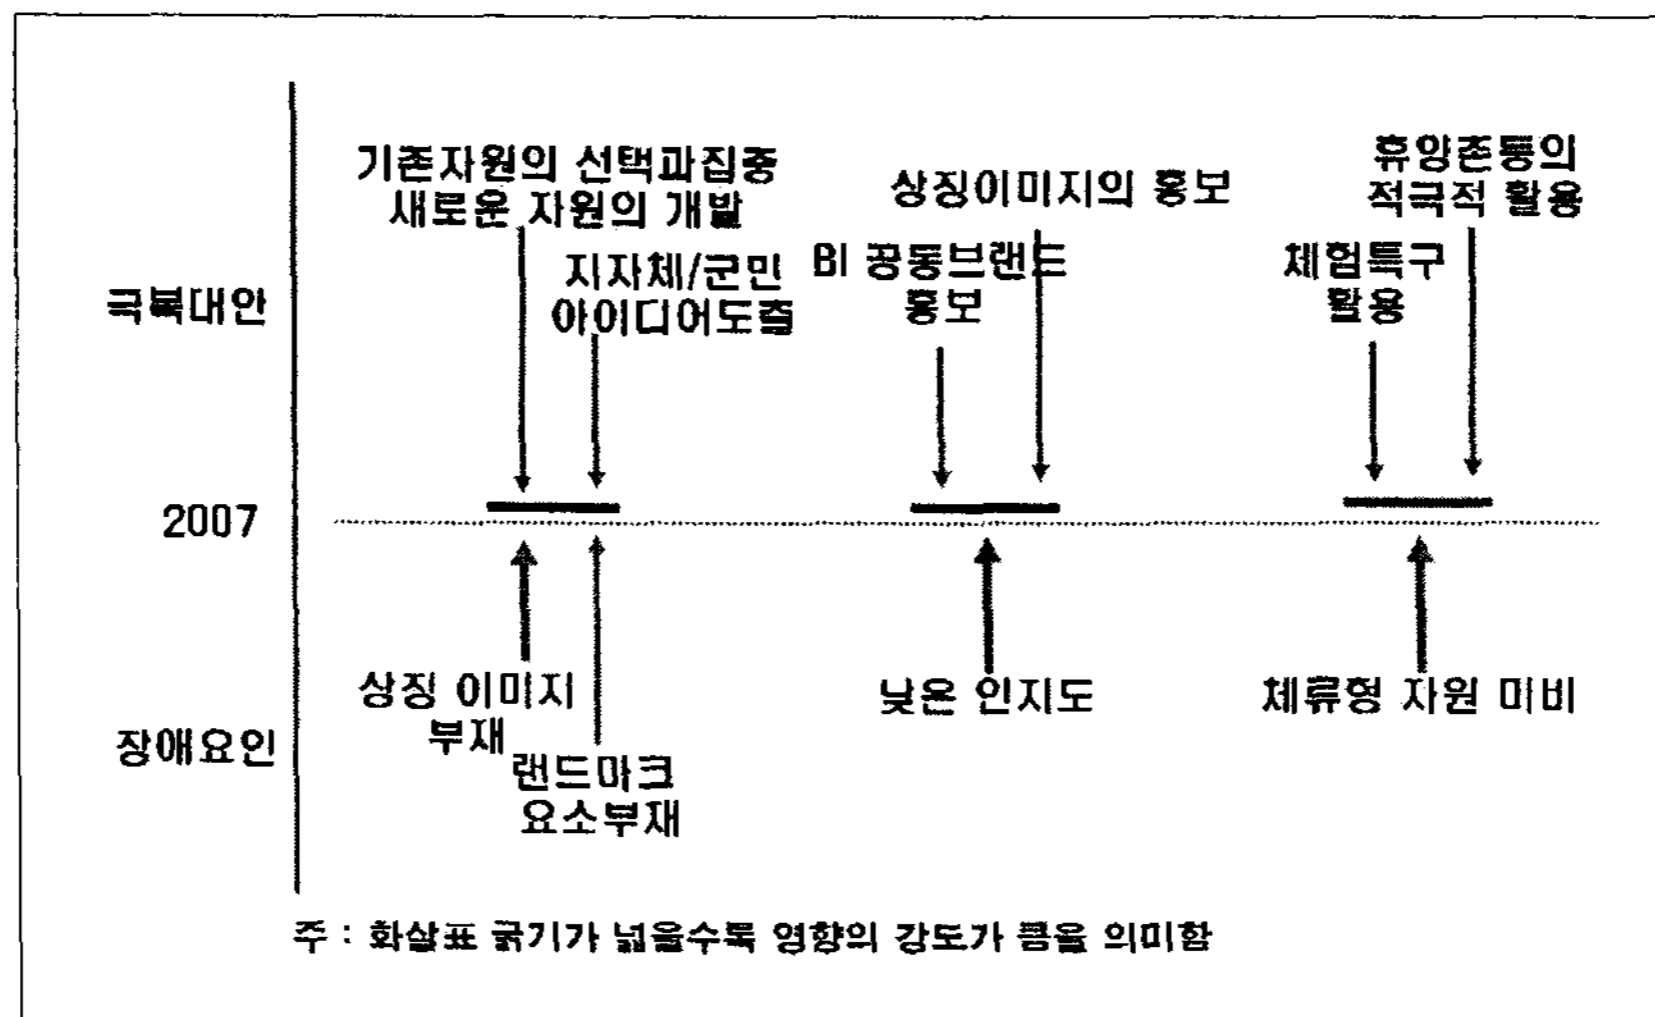 기존자원의 선택과집중
새로운 자원의 개발
지자체/군민
아이디어도출
상징이미지의 홍보
BI 공동브랜드
홍보
휴양촌등의
적극적 활용
체험특구
활용
극복대안
2007
상징 이미지
부재
랜드마크
요소부재
낮은 인지도
체류형 자원 미비
장애요인
주 : 화살표 굵기가 넓을수록 영향의 강도가 큼을 의미함